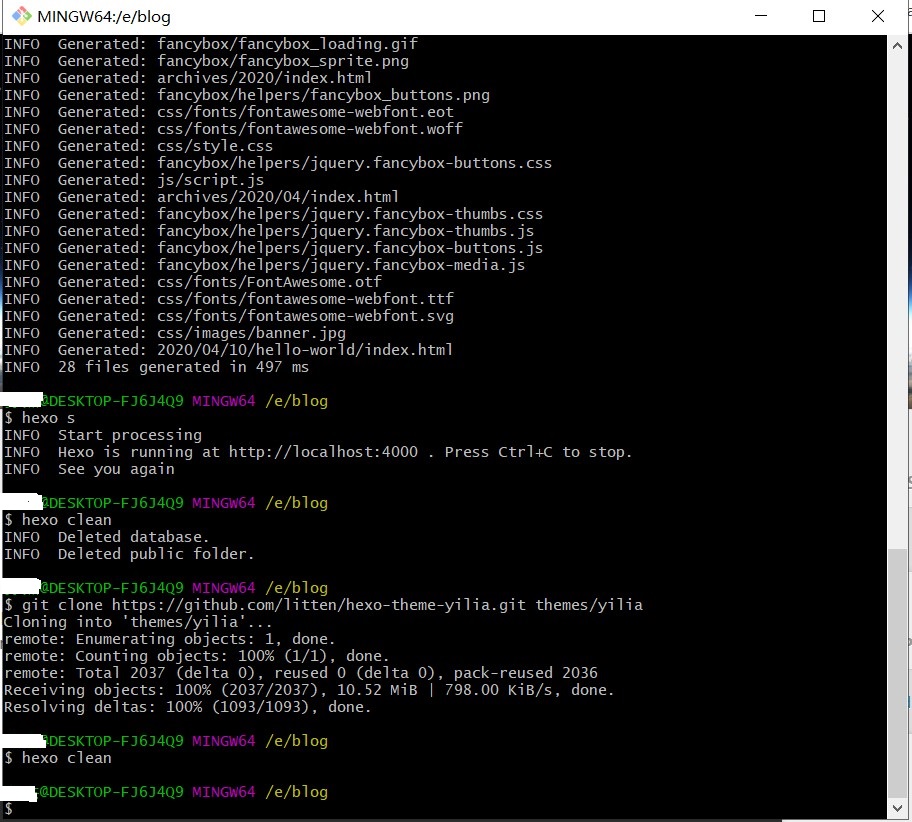 MINGW64:/e/blog
INFO  Generated: fancybox/fancybox_loading.gif
INFO  Generated: fancybox/fancybox_sprite.png
INFO  Generated: archives/2020/index.html
INFO  Generated: fancybox/helpers/fancybox_buttons.png
INFO  Generated: css/fonts/fontawesome-webfont.eot
INFO  Generated: css/fonts/fontawesome-webfont.woff
INFO  Generated: css/style.css
INFO  Generated: fancybox/helpers/jquery.fancybox-buttons.css
INFO  Generated: js/script.js
INFO  Generated: archives/2020/04/index.html
INFO  Generated: fancybox/helpers/jquery.fancybox-thumbs.css
INFO  Generated: fancybox/helpers/jquery.fancybox-thumbs.js
INFO  Generated: fancybox/helpers/jquery.fancybox-buttons.js
INFO  Generated: fancybox/helpers/jquery.fancybox-media.js
INFO  Generated: css/fonts/FontAwesome.otf
INFO  Generated: css/fonts/fontawesome-webfont.ttf
INFO  Generated: css/fonts/fontawesome-webfont.svg
INFO  Generated: css/images/banner.jpg
INFO  Generated: 2020/04/10/hello-world/index.html
INFO  28 files generated in 497 ms
@DESKTOP-FJ6J4Q9 MINGW64 /e/blog
$ hexo s
INFO  Start processing
INFO  Hexo is running at http://localhost:4000 . Press Ctrl+C to stop.
INFO  See you again
@DESKTOP-FJ6J4Q9 MINGW64 /e/blog
$ hexo clean
INFO  Deleted database.
INFO  Deleted public folder.
@DESKTOP-FJ6J4Q9 MINGW64 /e/blog
$ git clone https://github.com/litten/hexo-theme-yilia.git themes/yilia
Cloning into 'themes/yilia'...
remote: Enumerating objects: 1, done.
remote: Counting objects: 100% (1/1), done.
remote: Total 2037 (delta 0), reused 0 (delta 0), pack-reused 2036
Receiving objects: 100% (2037/2037), 10.52 MiB | 798.00 KiB/s, done.
Resolving deltas: 100% (1093/1093), done.
@DESKTOP-FJ6J4Q9 MINGW64 /e/blog
$ hexo clean
@DESKTOP-FJ6J4Q9 MINGW64 /e/blog
$